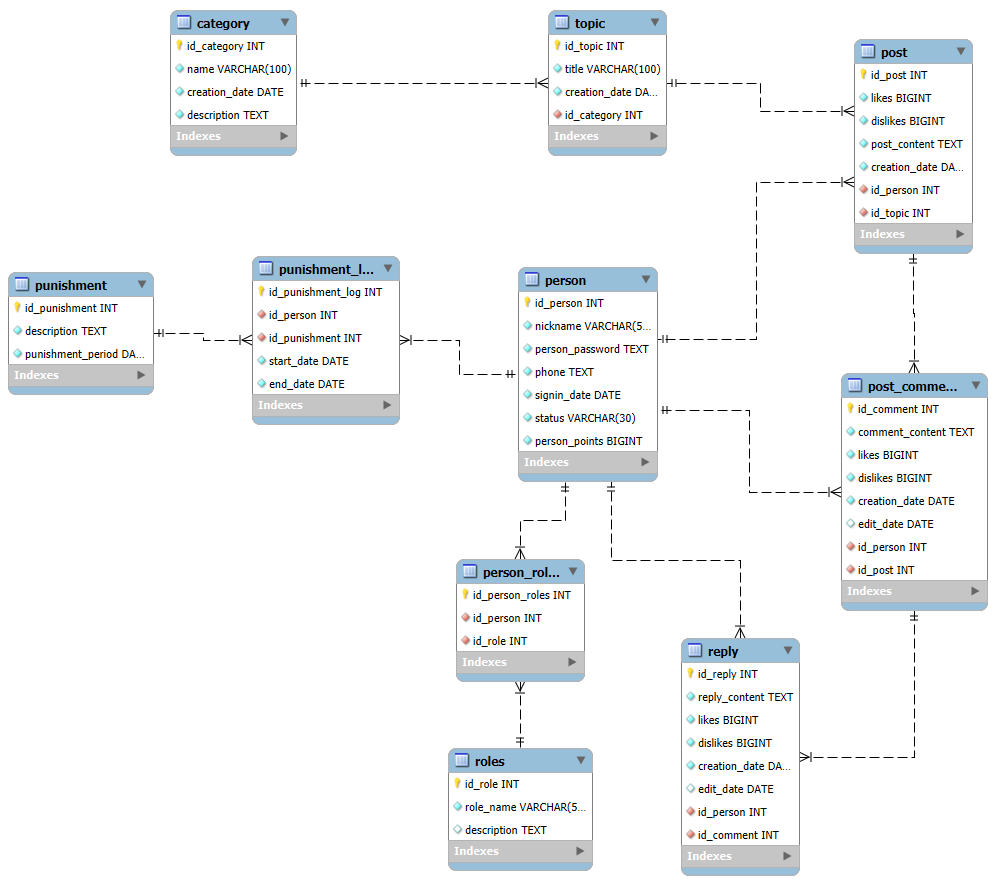 category
id_category INT
name VARCHAR(100)
creation_date DATE
description TEXT
Indexes
topic
id_topic INT
title VARCHAR(100)
creation_date DA...
id_category INT
Indexes
post
id_post INT
likes BIGINT
dislikes BIGINT
post_content TEXT
creation_date DA...
id_person INT
id_topic INT
Indexes
punishment
id_punishment INT
description TEXT
punishment_period DA...
Indexes
punishment_l...
id_punishment_log INT
id_person INT
id_punishment INT
start_date DATE
end_date DATE
Indexes
person
id_person INT
nickname VARCHAR(5...
person_password TEXT
phone TEXT
signin_date DATE
status VARCHAR(30)
person_points BIGINT
Indexes
post_comme...
id_comment INT
comment_content TEXT
likes BIGINT
dislikes BIGINT
creation_date DATE
edit_date DATE
id_person INT
id_post INT
Indexes
person_rol...
id_person_roles INT
id_person INT
id_role INT
Indexes
reply
id_reply INT
reply_content TEXT
likes BIGINT
dislikes BIGINT
creation_date DA...
edit_date DATE
id_person INT
id_comment INT
Indexes
roles
id_role INT
role_name VARCHAR(5...
description TEXT
Indexes